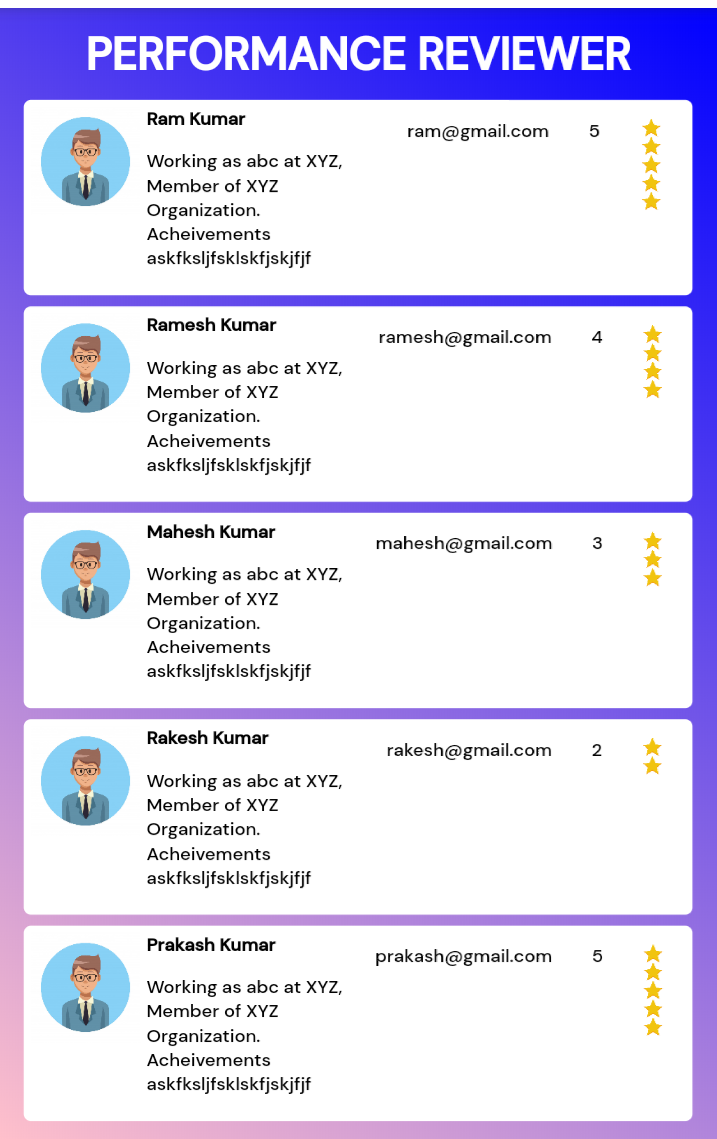 PERFORMANCE REVIEWER
Ram Kumar
ram@gmail.com 5
Working as abc at XYZ,
Member of XYZ
Organization.
Acheivements
askfksljfsklskfjskjfjf
Ramesh Kumar
ramesh@gmail.com 4
Working as abc at XYZ,
Member of XYZ
Organization.
Acheivements
askfksljfsklskfjskjfjf
Mahesh Kumar
mahesh@gmail.com 3
Working as abc at XYZ,
Member of XYZ
Organization.
Acheivements
askfksljfsklskfjskjfjf
Rakesh Kumar
rakesh@gmail.com 2
Working as abc at XYZ,
Member of XYZ
Organization.
Acheivements
askfksljfsklskfjskjfjf
Prakash Kumar
prakash@gmail.com 5
Working as abc at XYZ,
Member of XYZ
Organization.
Acheivements
askfksljfsklskfjskjfjf